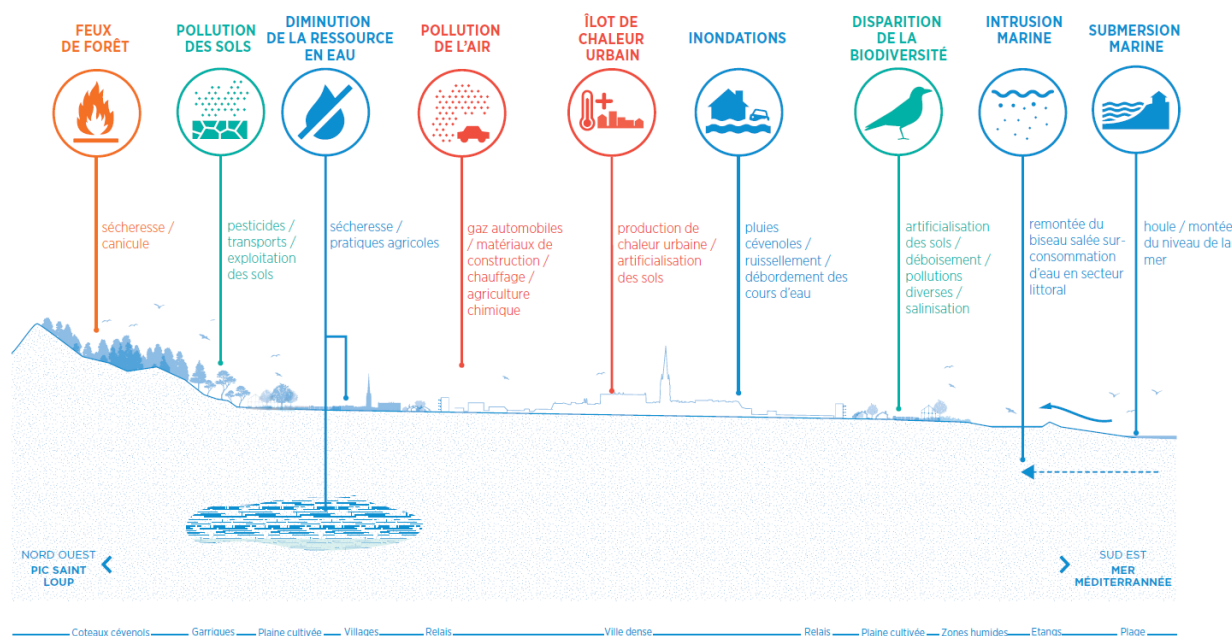 FEUX
DE FORÊT
POLLUTION
DES SOLS
DIMINUTION
DE LA RESSOURCE
EN EAU
POLLUTION
DE L'AIR
ÎLOT DE
CHALEUR
URBAIN
INONDATIONS
DISPARITION
DE LA
BIODIVERSITÉ
INTRUSION
MARINE
SUBMERSION
MARINE
sécheresse /
canicule
pesticides /
transports /
exploitation
des sols
sécheresse /
pratiques agricoles
gaz automobiles
/ matériaux de
construction /
chauffage /
agriculture
chimique
production de
chaleur urbaine /
artificialisation
des sols
pluies
cévenoles /
ruissellement /
débordement des
cours d'eau
artificialisation
des sols /
déboisement /
pollutions
diverses /
salinisation
remontée du
biseau salée sur-
consommation
d'eau en secteur
littoral
houle / montée
du niveau de la
mer
NORD OUEST
PIC SAINT
LOUP
SUD EST
MER
MÉDITERRANNÉE
Coteaux cévenols
Garrigues
Plaine cultivée
Villages
Relais
Ville dense
Relais
Plaine cultivée
Zones humides
Etangs
Plage